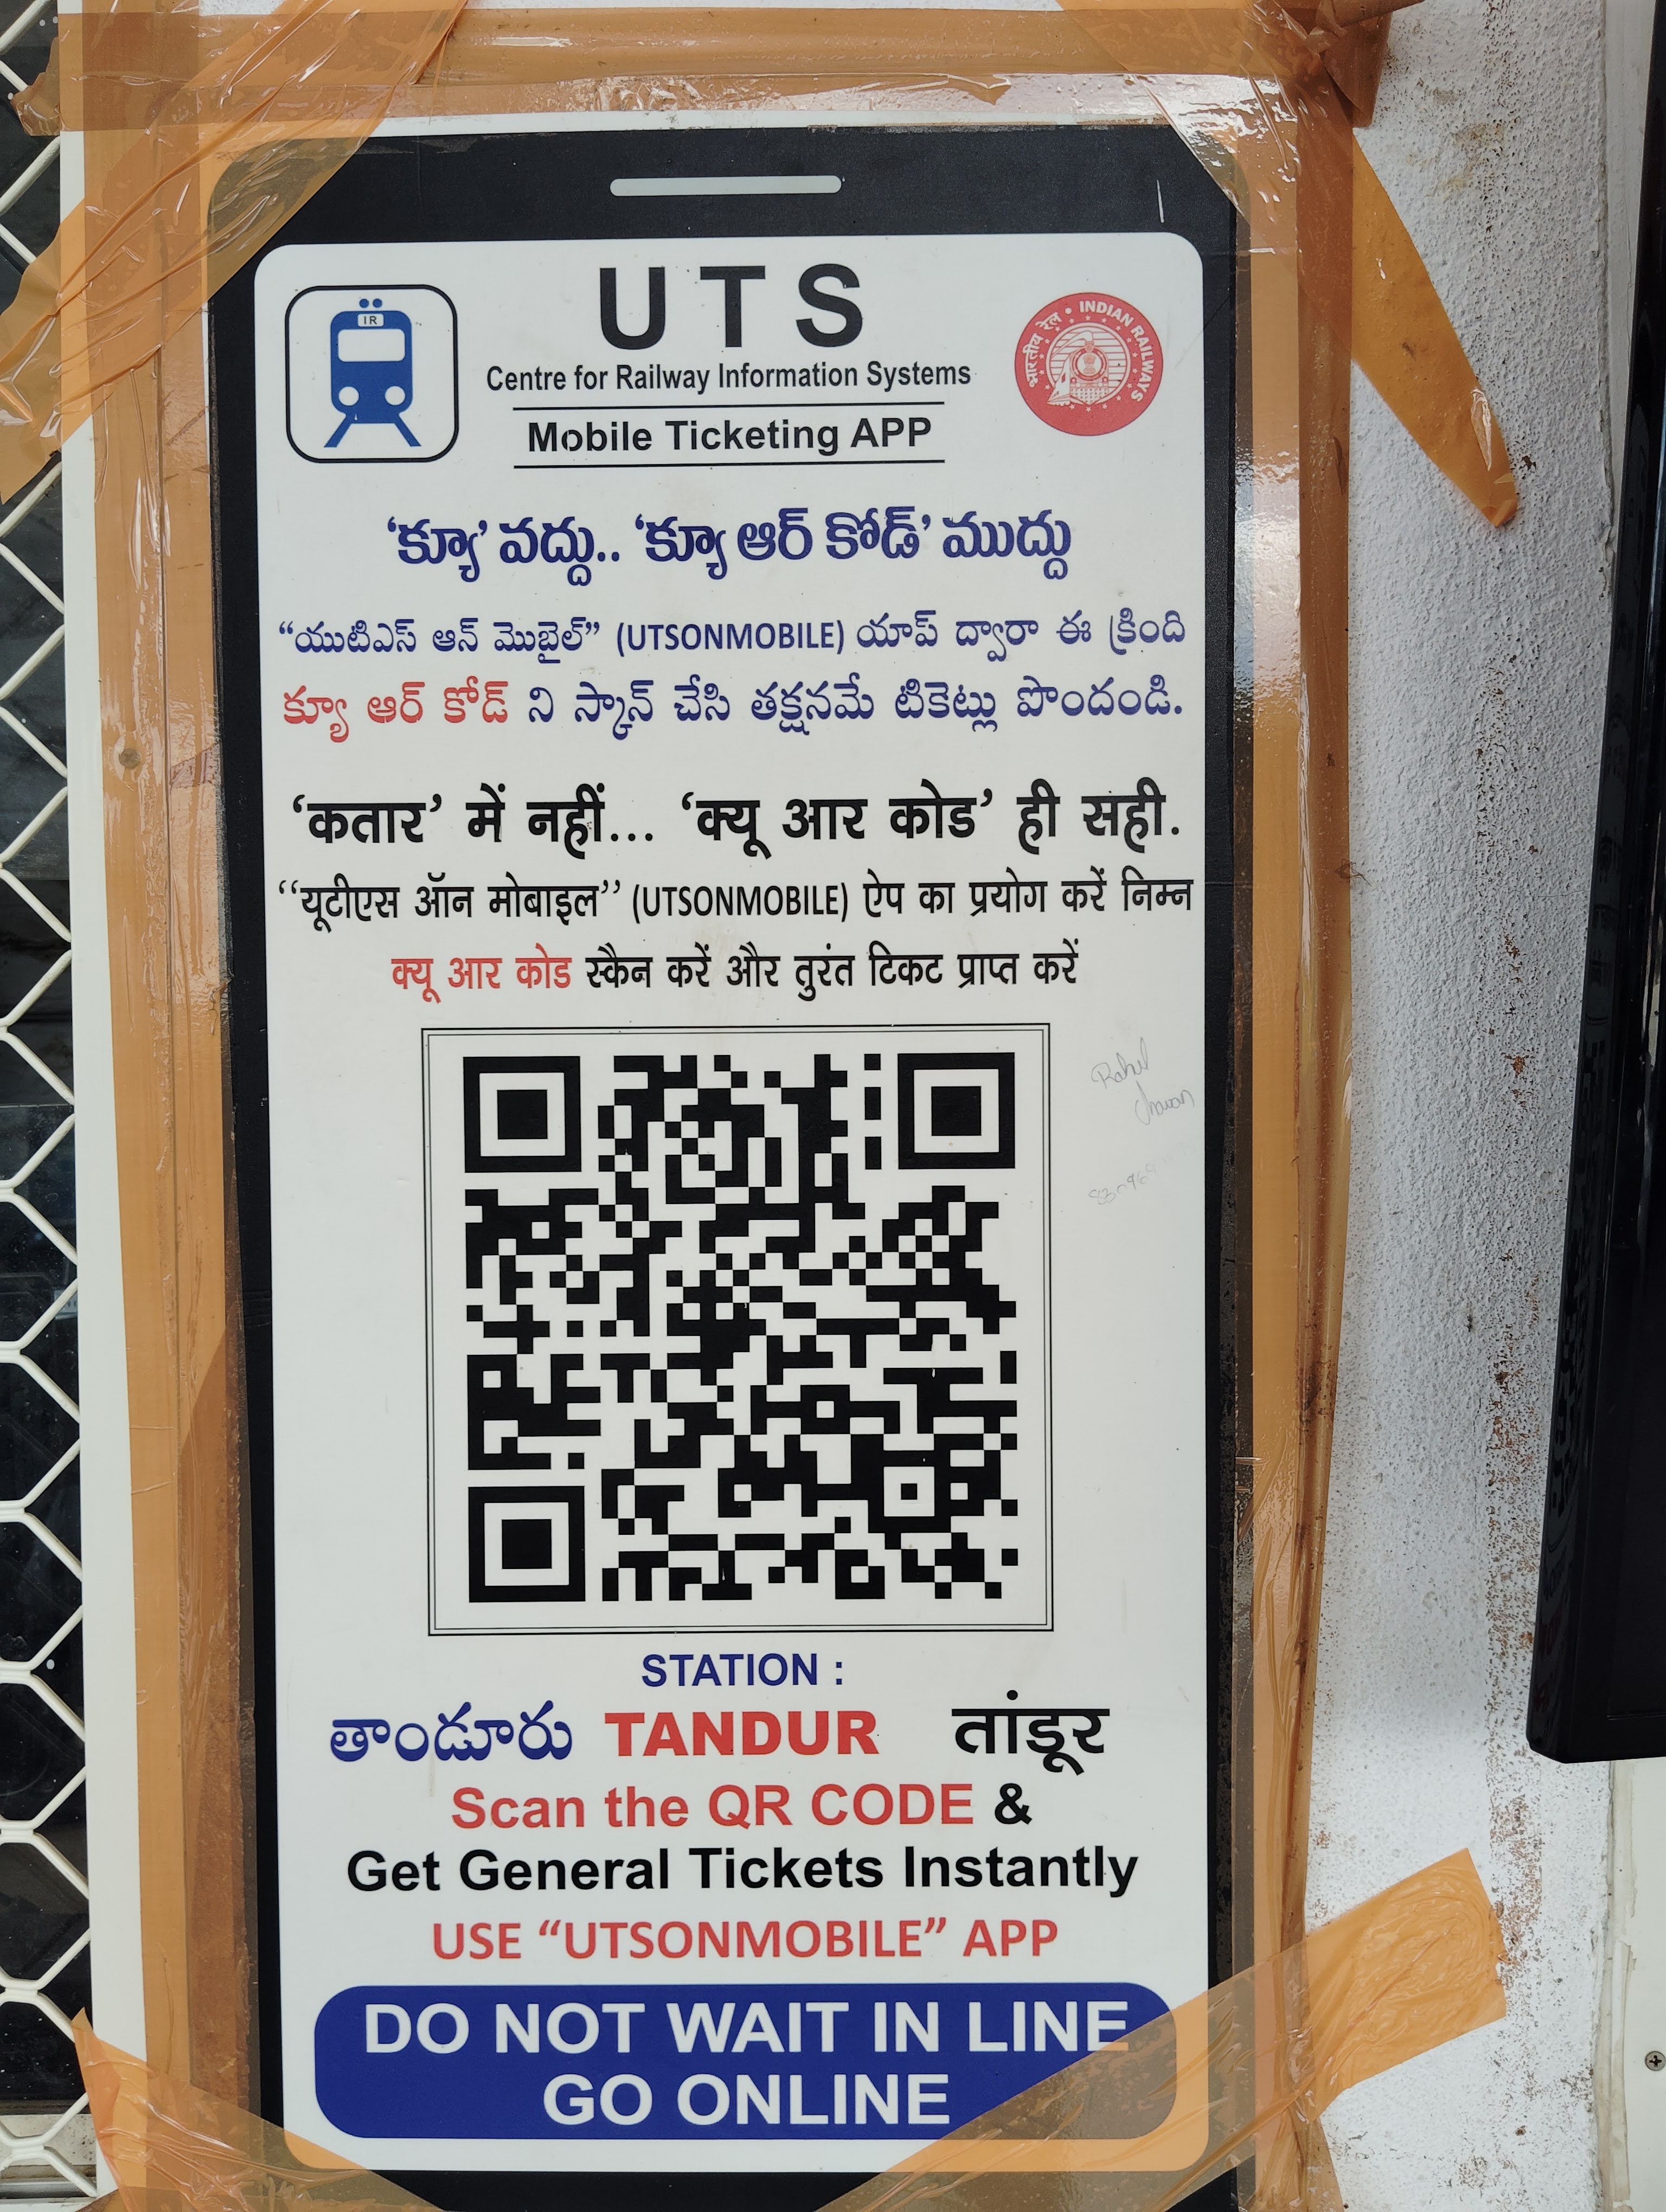 IR
UTS
Centre for Railway Information Systems
Mobile Ticketing APP
भारतीय रेल • INDIAN RAILWAYS
‘క్యూ’ వద్దు.. ‘క్యూ ఆర్ కోడ్’ ముద్దు
“యుటిఎస్ ఆన్ మొబైల్” (UTSONMOBILE) యాప్ ద్వారా ఈ క్రింది
క్యూ ఆర్ కోడ్ ని స్కాన్ చేసి తక్షనమే టికెట్లు పొందండి.
‘कतार’ में नहीं... ‘क्यू आर कोड’ ही सही.
‘‘यूटीएस ऑन मोबाइल’’ (UTSONMOBILE) ऐप का प्रयोग करें निम्न
क्यू आर कोड स्कैन करें और तुरंत टिकट प्राप्त करें
STATION :
తాండూరు TANDUR तांडूर
Scan the QR CODE &
Get General Tickets Instantly
USE “UTSONMOBILE” APP
DO NOT WAIT IN LINE
GO ONLINE